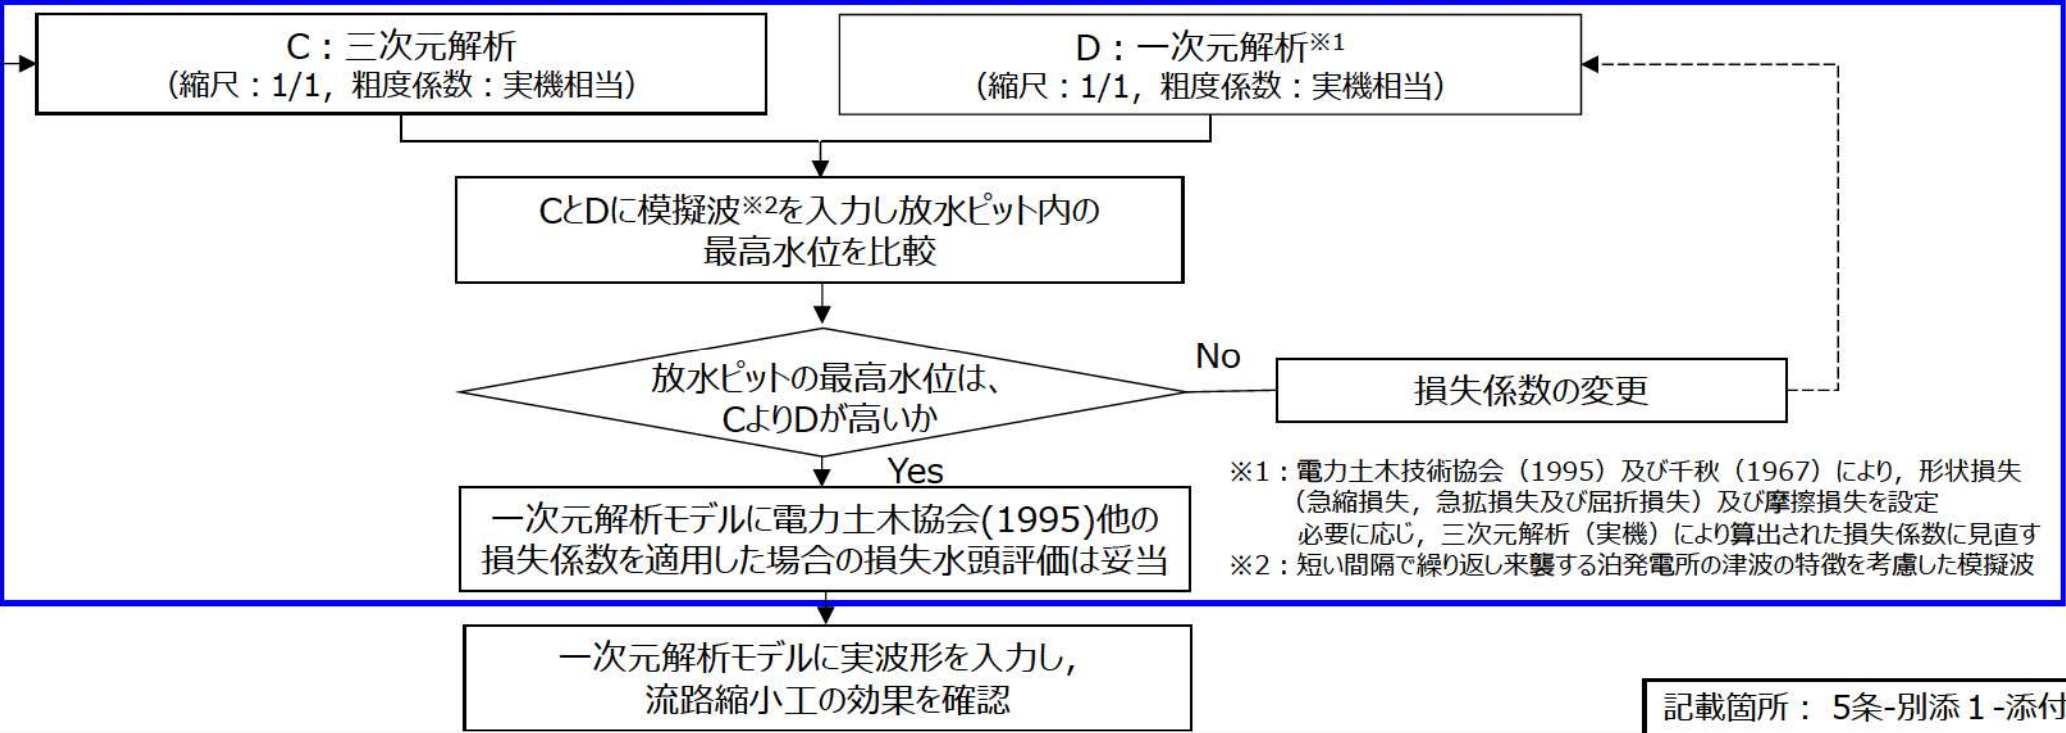 C：三次元解析
（縮尺：1/1，粗度係数：実機相当）
D：一次元解析※1
（縮尺：1/1，粗度係数：実機相当）
CとDに模擬波※2を入力し放水ピット内の
最高水位を比較
放水ピットの最高水位は、
CよりDが高いか
No
損失係数の変更
Yes
一次元解析モデルに電力土木協会(1995)他の
損失係数を適用した場合の損失水頭評価は妥当
※1：電力土木技術協会（1995）及び千秋（1967）により，形状損失
（急縮損失，急拡損失及び屈折損失）及び摩擦損失を設定
必要に応じ，三次元解析（実機）により算出された損失係数に見直す
※2：短い間隔で繰り返し来襲する泊発電所の津波の特徴を考慮した模擬波
一次元解析モデルに実波形を入力し，
流路縮小工の効果を確認
記載箇所： 5条-別添１-添付